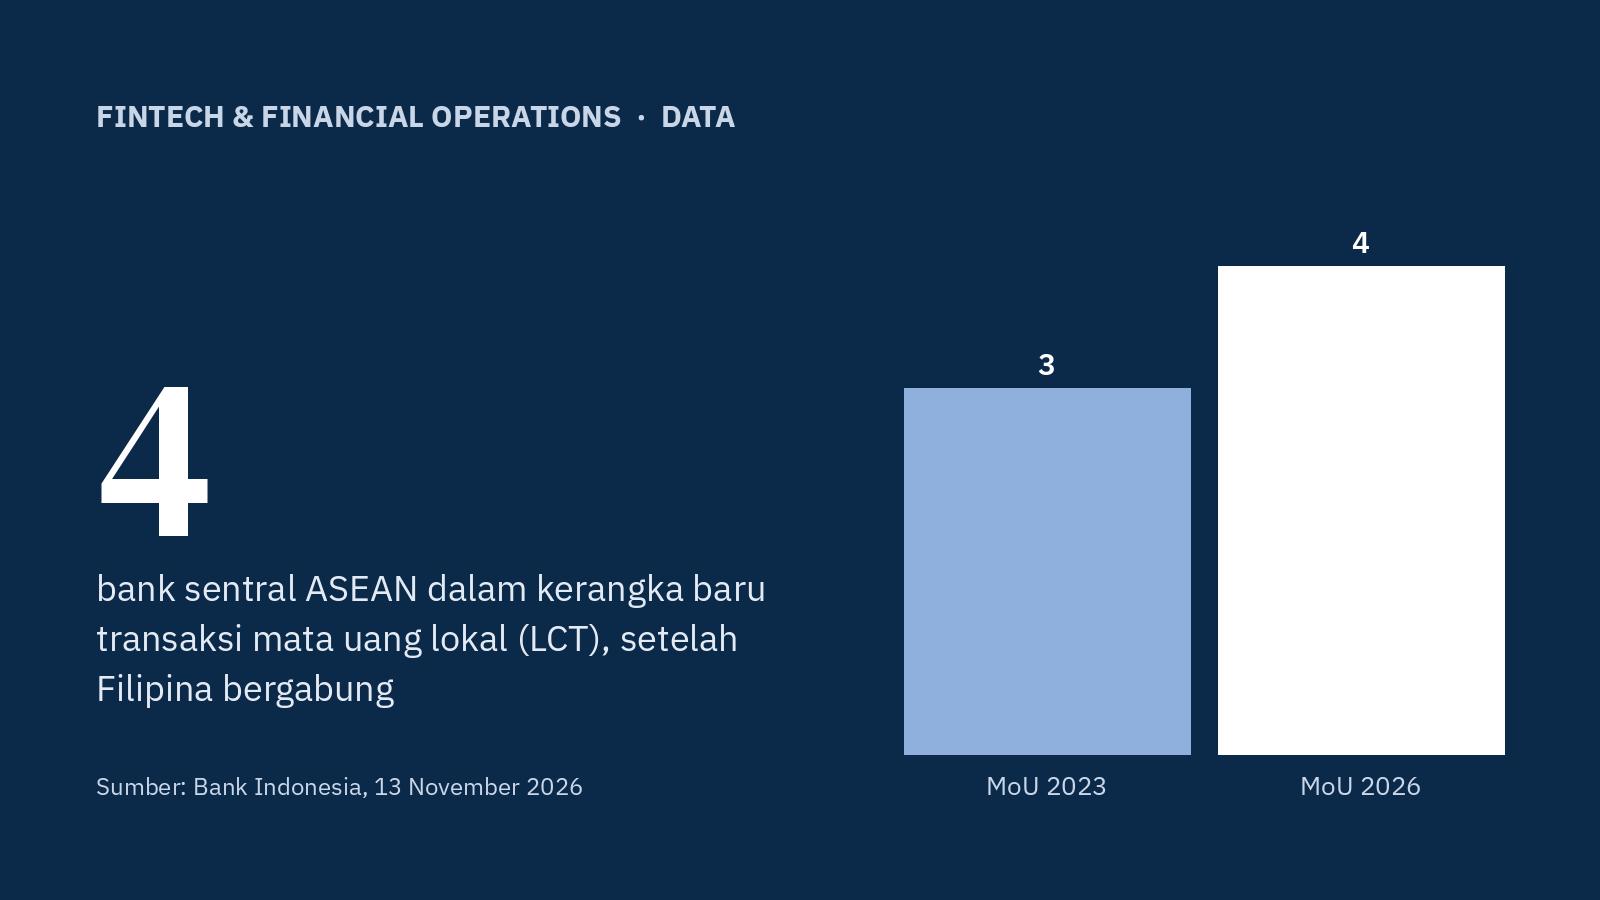 FINTECH & FINANCIAL OPERATIONS · DATA
4
bank sentral ASEAN dalam kerangka baru
transaksi mata uang lokal (LCT), setelah
Filipina bergabung
Sumber: Bank Indonesia, 13 November 2026
3
4
MoU 2023
MoU 2026